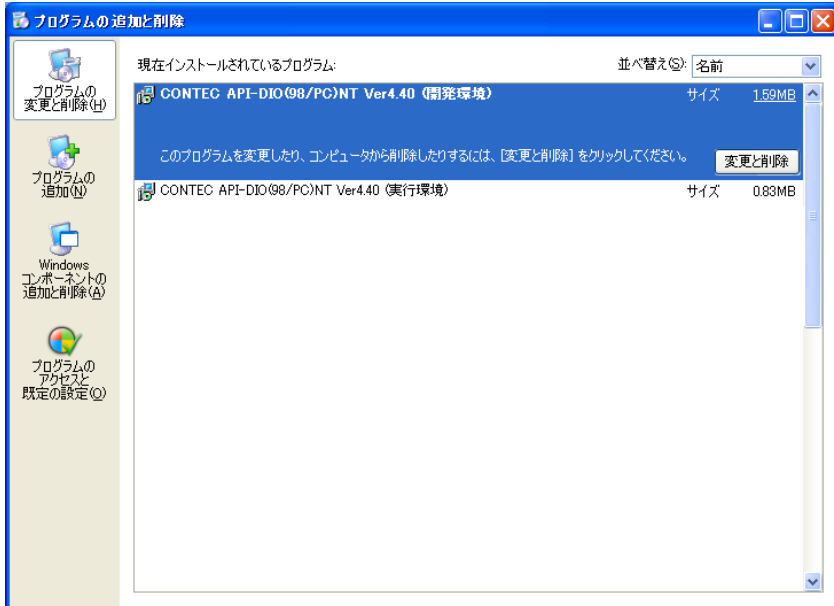 プログラムの追加と削除
現在インストールされているプログラム:
並べ替え(S): 名前
プログラムの
変更と削除(H)
プログラムの
追加(N)
Windows
コンポーネントの
追加と削除(A)
プログラムの
アクセスと
既定の設定(O)
CONTEC API-DIO(98/PC)NT Ver4.40 (開発環境) サイズ 1.59MB
このプログラムを変更したり、コンピュータから削除したりするには、[変更と削除] をクリックしてください。 変更と削除
CONTEC API-DIO(98/PC)NT Ver4.40 (実行環境) サイズ 0.83MB